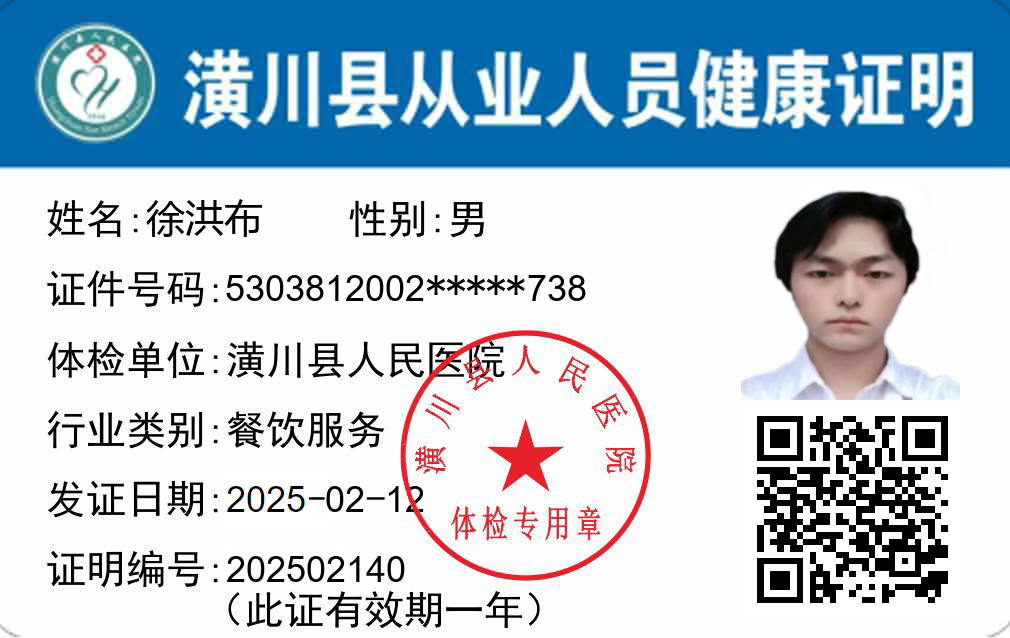 潢川县从业人员健康证明
姓名:徐洪布 性别:男
证件号码:5303812002*****738
体检单位:潢川县人民医院
行业类别:餐饮服务
发证日期:2025-02-12
证明编号:202502140
（此证有效期一年）
潢川县人民医院
体检专用章